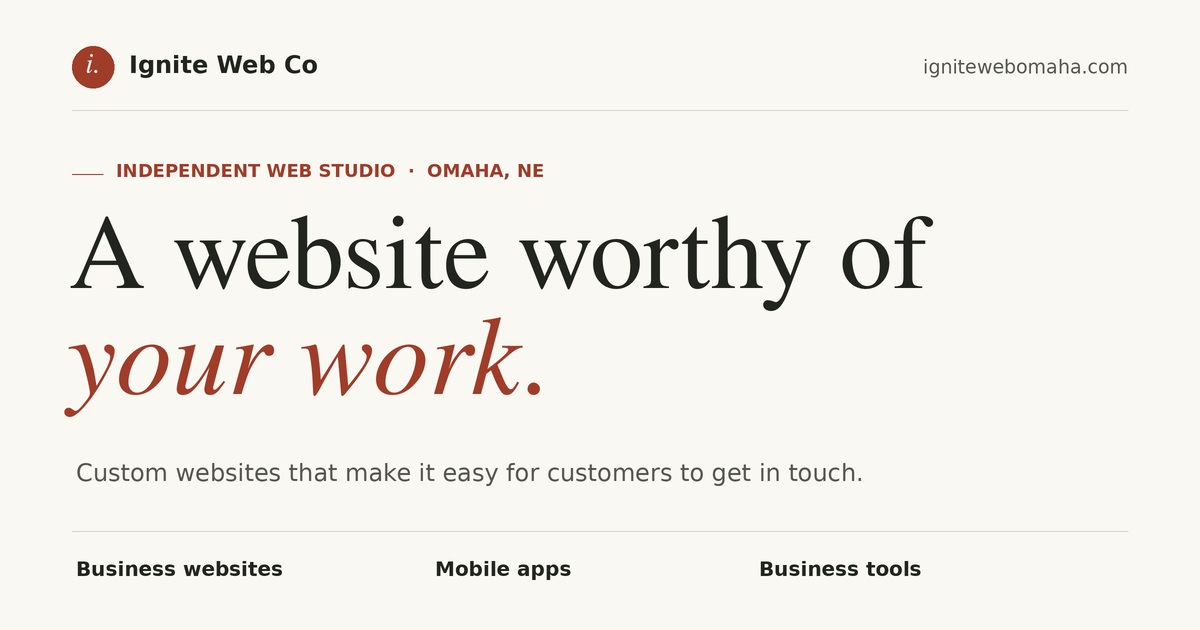 i.
Ignite Web Co
ignitewebomaha.com
INDEPENDENT WEB STUDIO · OMAHA, NE
A website worthy of
your work.
Custom websites that make it easy for customers to get in touch.
Business websites
Mobile apps
Business tools